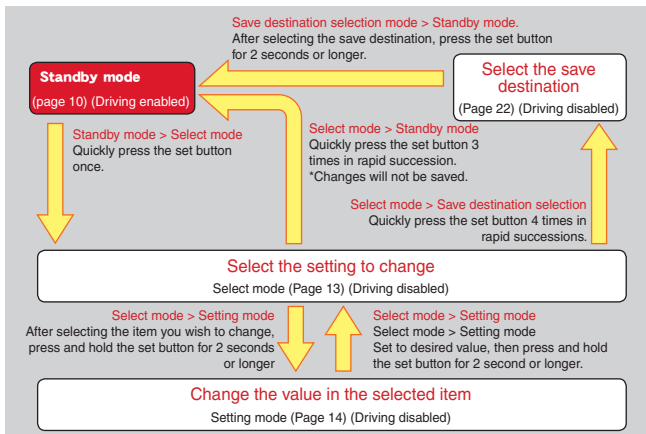 Save destination selection mode > Standby mode.
After selecting the save destination, press the set button
for 2 seconds or longer.
Standby mode
(page 10) (Driving enabled)
Select the save
destination
(Page 22) (Driving disabled)
Standby mode > Select mode
Quickly press the set button
once.
Select mode > Standby mode
Quickly press the set button 3
times in rapid succession.
*Changes will not be saved.
Select mode > Save destination selection
Quickly press the set button 4 times in
rapid successions.
Select the setting to change
Select mode (Page 13) (Driving disabled)
Select mode > Setting mode
After selecting the item you wish to change,
press and hold the set button for 2 seconds
or longer
Select mode > Setting mode
Select mode > Setting mode
Set to desired value, then press and hold
the set button for 2 second or longer.
Change the value in the selected item
Setting mode (Page 14) (Driving disabled)